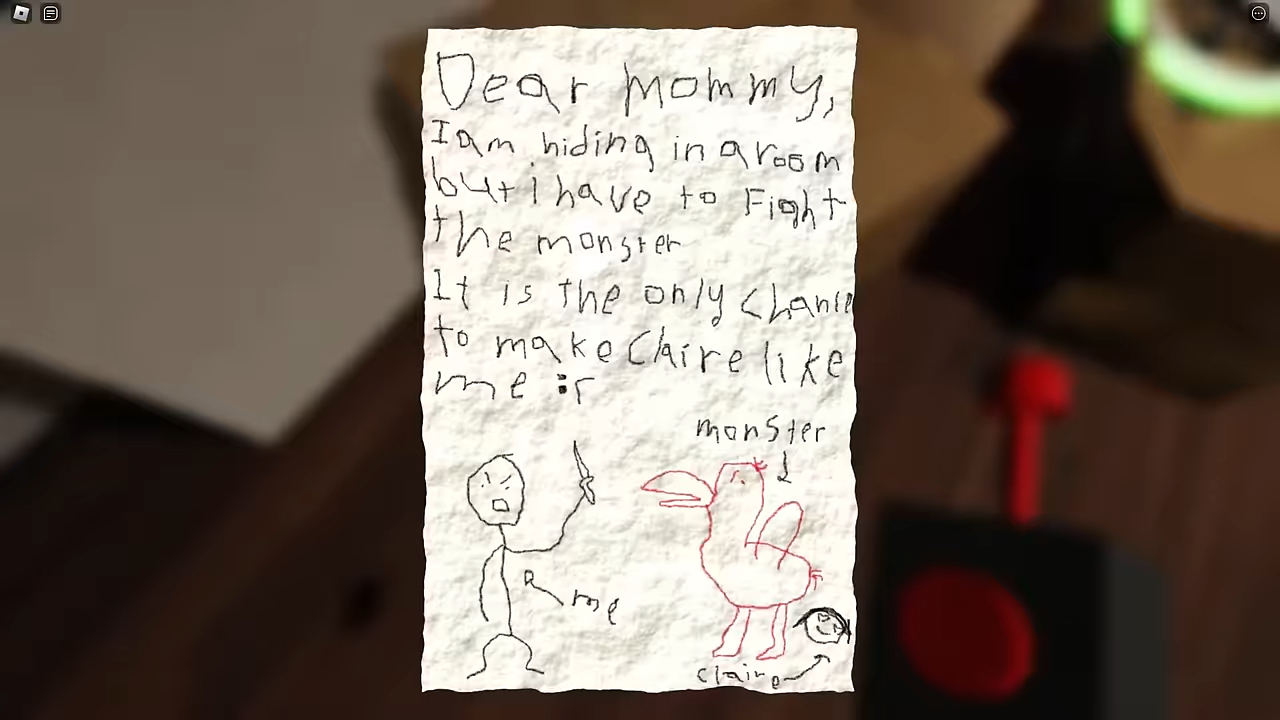 Dear Mommy,
I am hiding in a room
but i have to Fight
the monster
It is the only chance
to make Claire like
me :r
monster
me
Claire